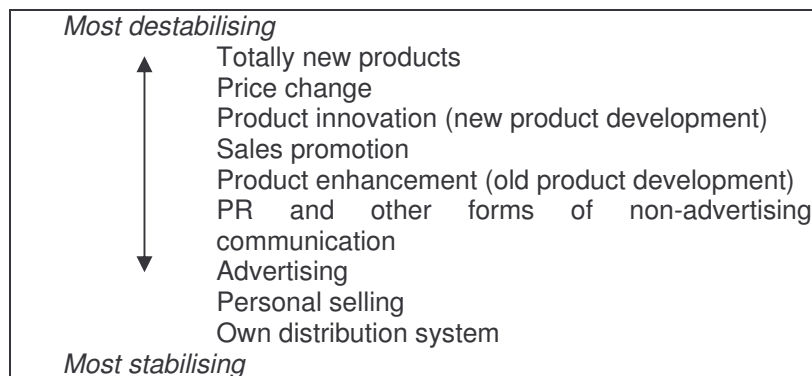 Most destabilising
Totally new products
Price change
Product innovation (new product development)
Sales promotion
Product enhancement (old product development)
PR and other forms of non-advertising
communication
Advertising
Personal selling
Own distribution system
Most stabilising